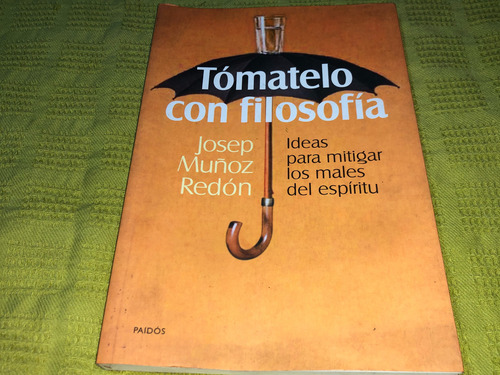 Tómatelo
con filosofía
Josep
Muñoz
Redón
Ideas
para mitigar
los males
del espíritu
PAIDÓS